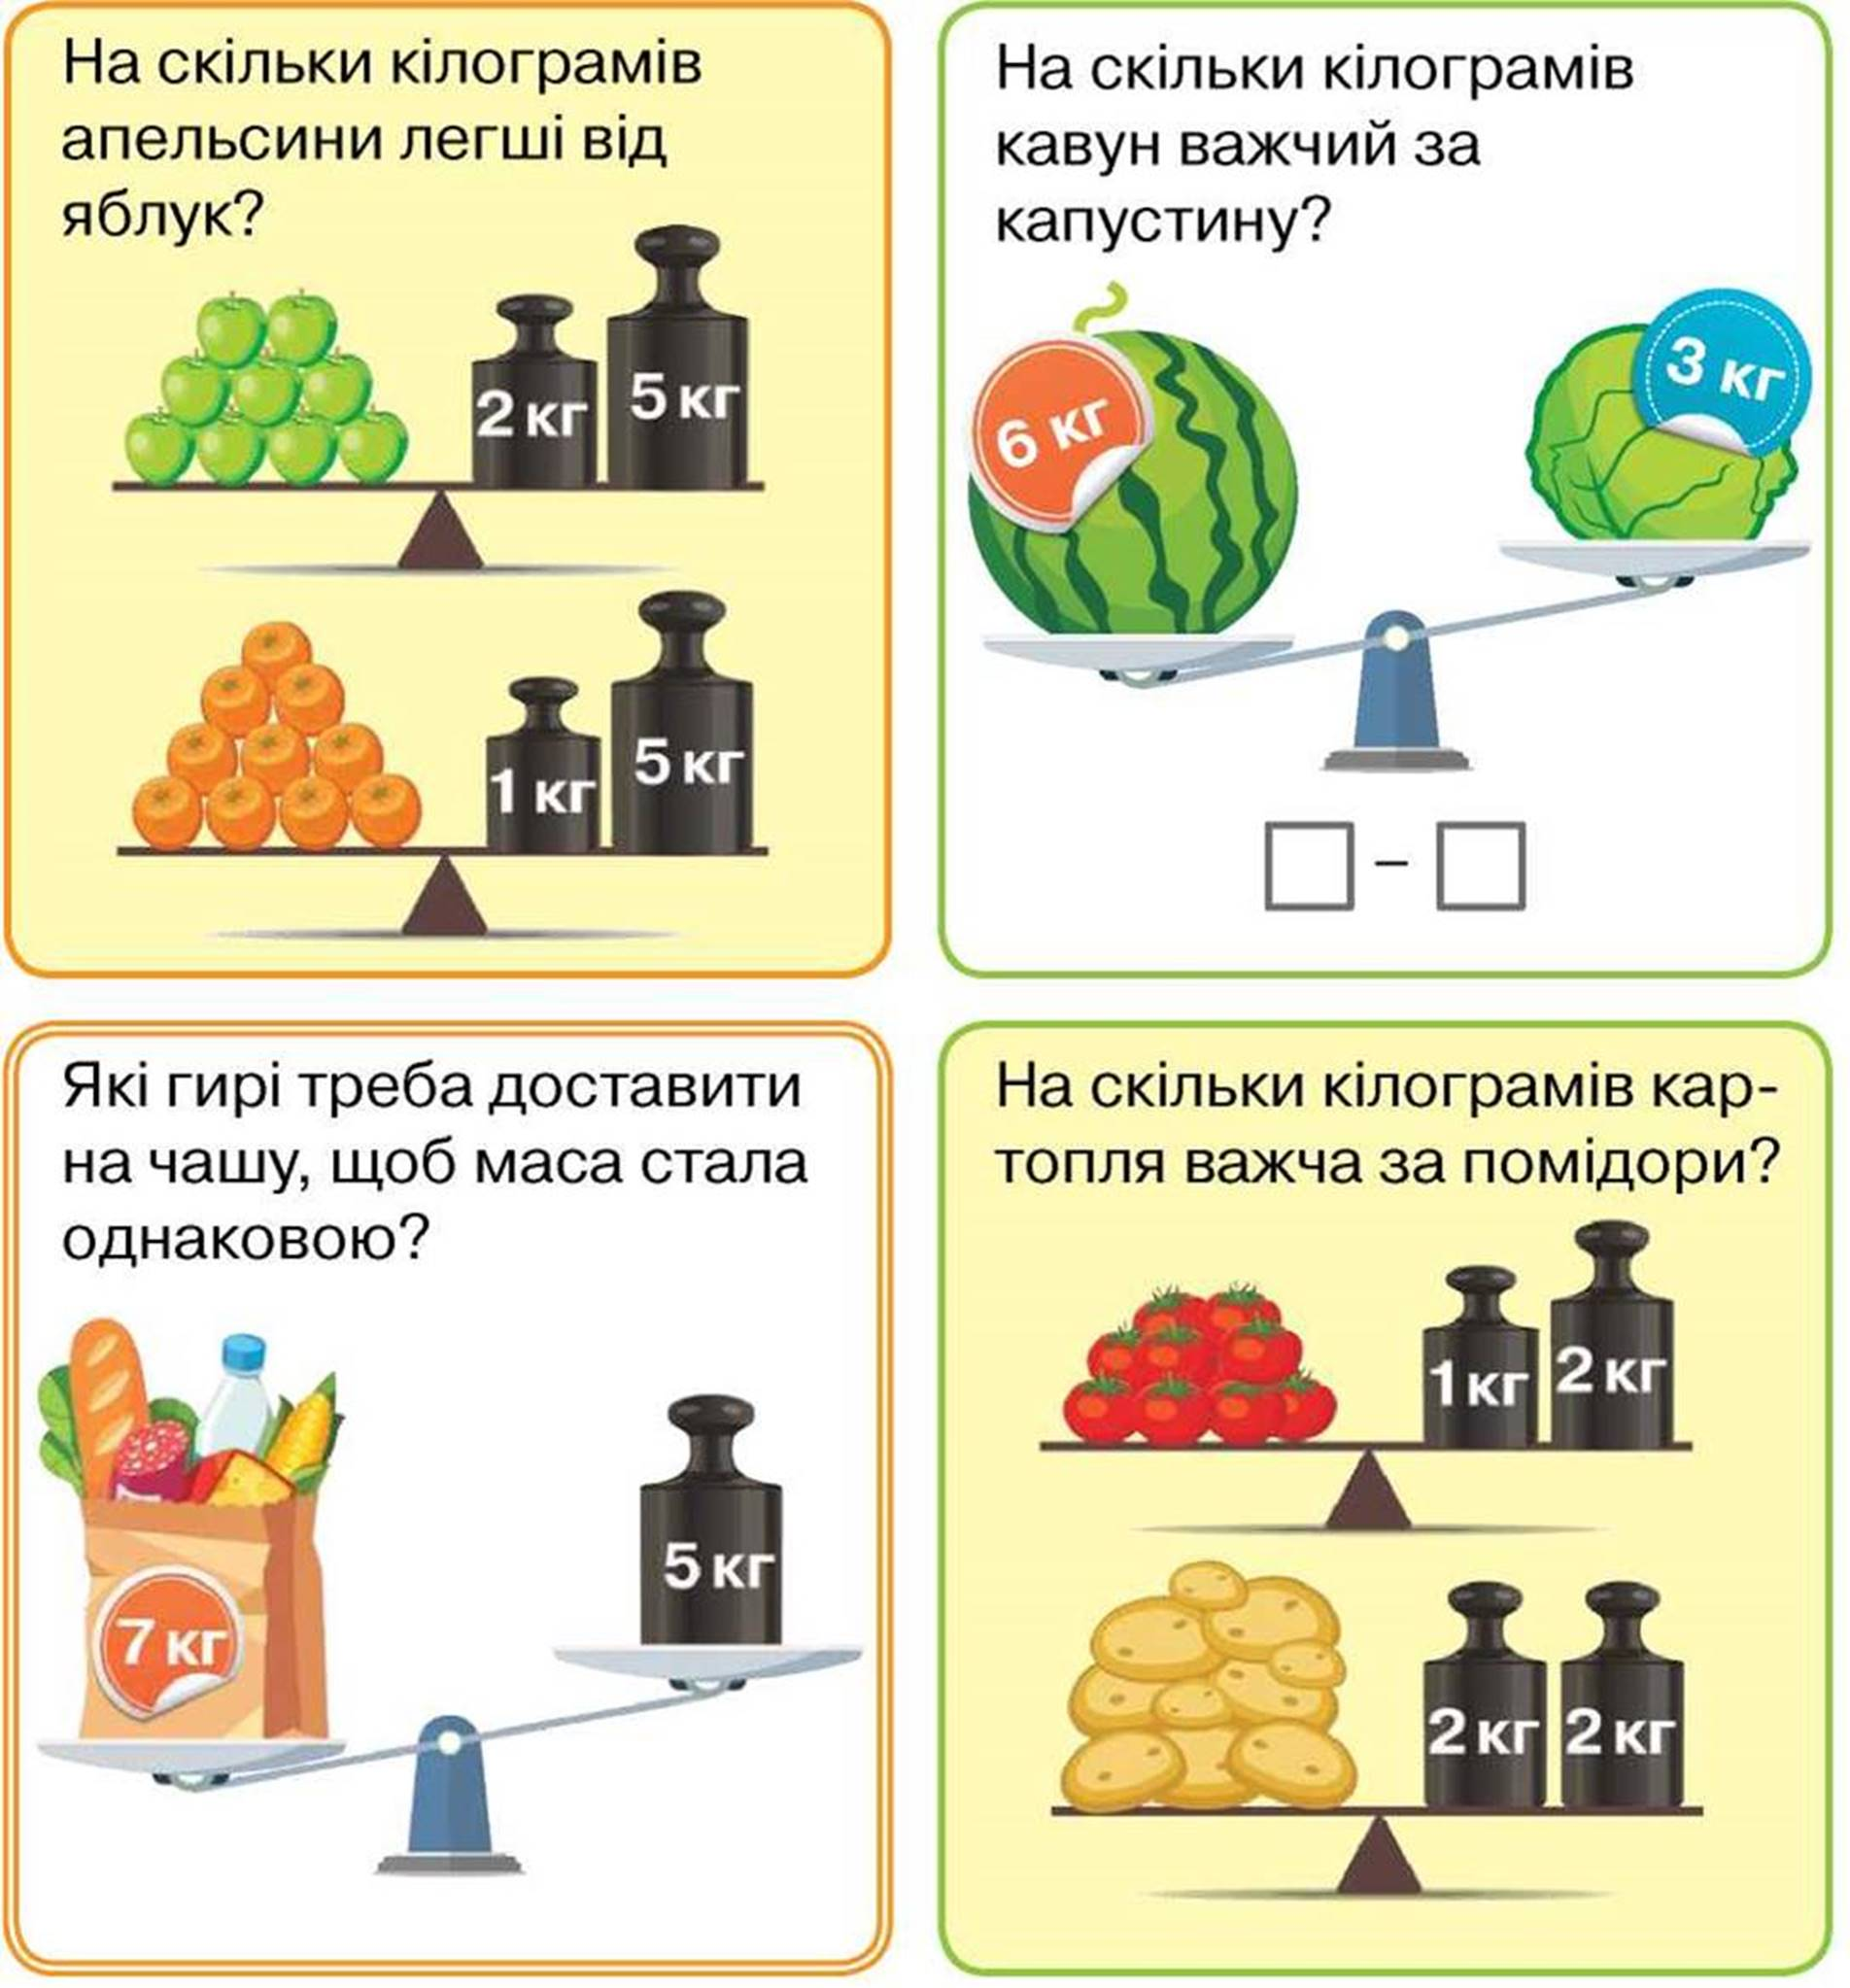 На скільки кілограмів
апельсини легші від
яблук?
2 кг
5 кг
1 кг
5 кг
На скільки кілограмів
кавун важчий за
капустину?
6 кг
3 кг
–
Які гирі треба доставити
на чашу, щоб маса стала
однаковою?
5 кг
7 кг
На скільки кілограмів кар-
топля важча за помідори?
1 кг
2 кг
2 кг
2 кг